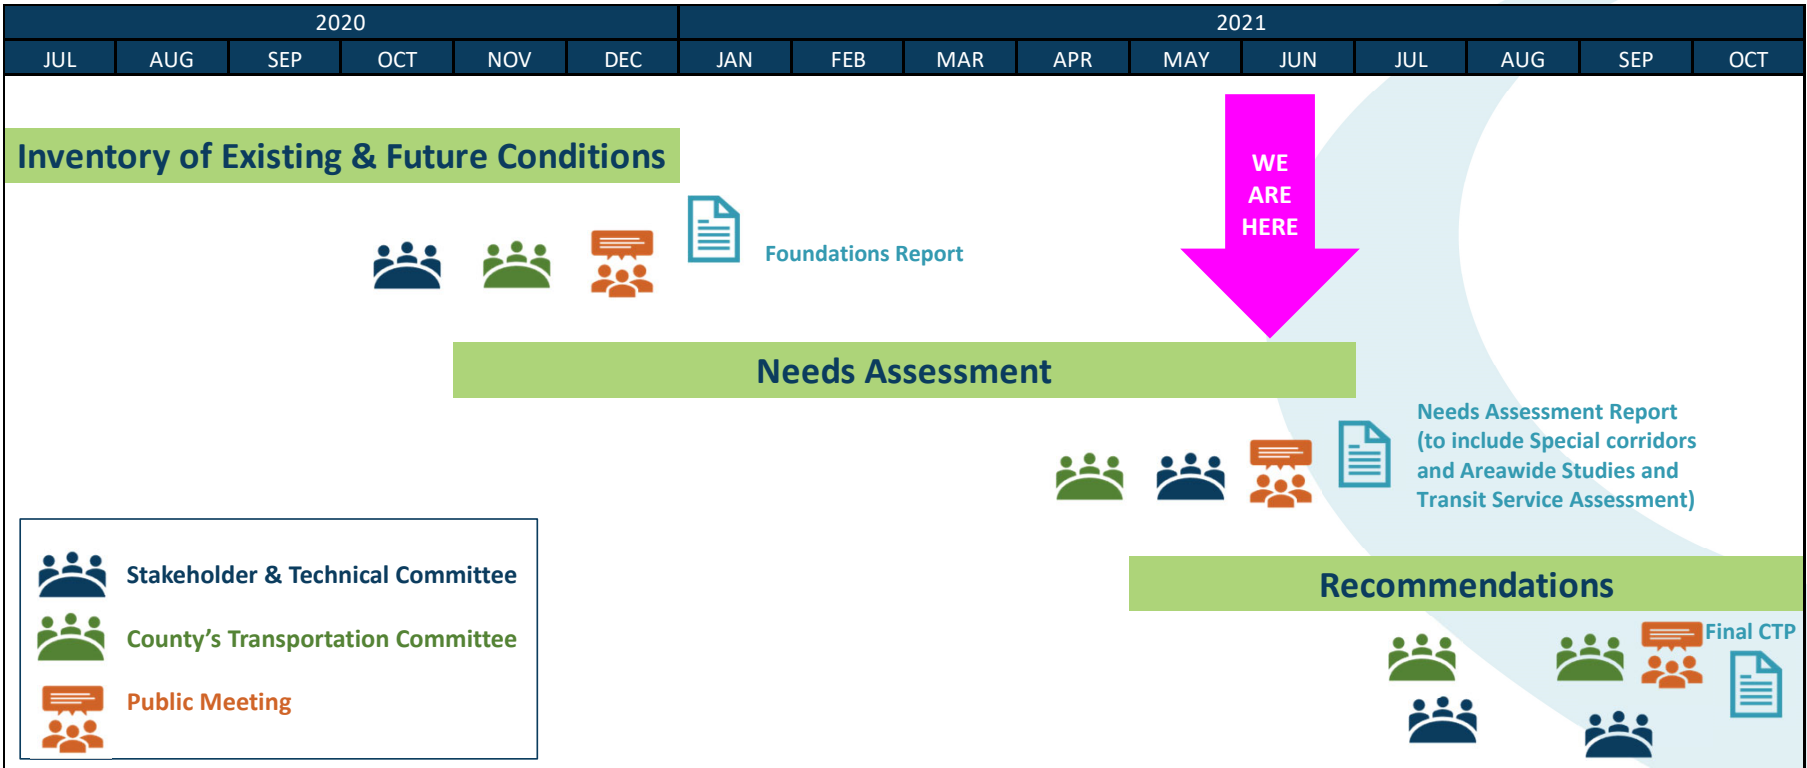 2020 2021
JUL AUG SEP OCT NOV DEC JAN FEB MAR APR MAY JUN JUL AUG SEP OCT
Inventory of Existing & Future Conditions
WE
ARE
HERE
Foundations Report
Needs Assessment
Needs Assessment Report
(to include Special corridors
and Areawide Studies and
Transit Service Assessment)
Recommendations
Final CTP
Stakeholder & Technical Committee
County's Transportation Committee
Public Meeting